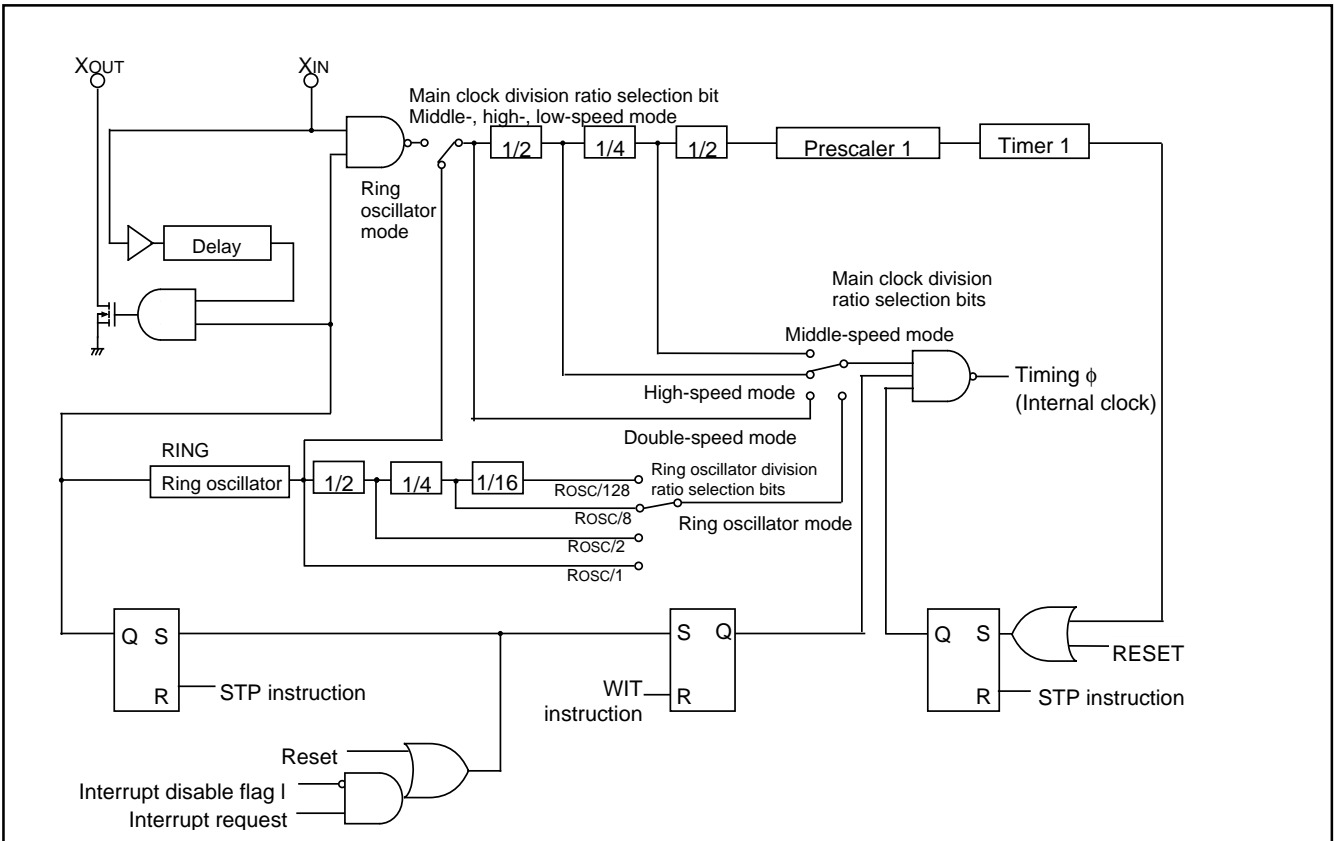 XOUT
XIN
Main clock division ratio selection bit
Middle-, high-, low-speed mode
1/2
1/4
1/2
Prescaler 1
Timer 1
Ring
oscillator
mode
Delay
Main clock division
ratio selection bits
Middle-speed mode
High-speed mode
Double-speed mode
Timing ϕ
(Internal clock)
RING
Ring oscillator
1/2
1/4
1/16
ROSC/128
ROSC/8
ROSC/2
ROSC/1
Ring oscillator division
ratio selection bits
Ring oscillator mode
Q S
R
STP instruction
S Q
R
WIT
instruction
Q S
R
RESET
STP instruction
Reset
Interrupt disable flag I
Interrupt request